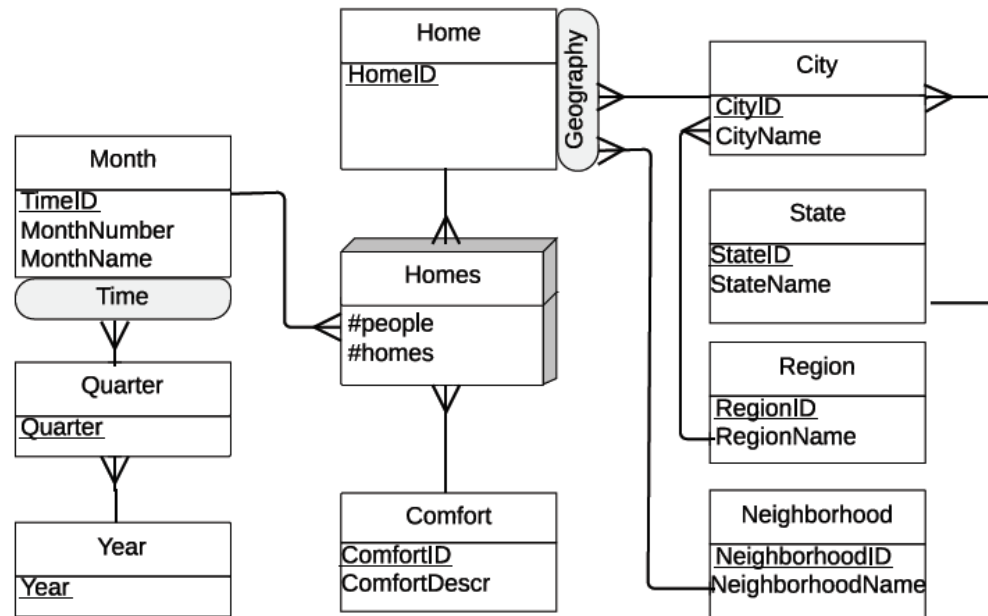 Home
HomeID
Geography
City
CityID
CityName
Month
TimeID
MonthNumber
MonthName
Time
State
StateID
StateName
Homes
#people
#homes
Quarter
Quarter
Region
RegionID
RegionName
Year
Year
Comfort
ComfortID
ComfortDescr
Neighborhood
NeighborhoodID
NeighborhoodName